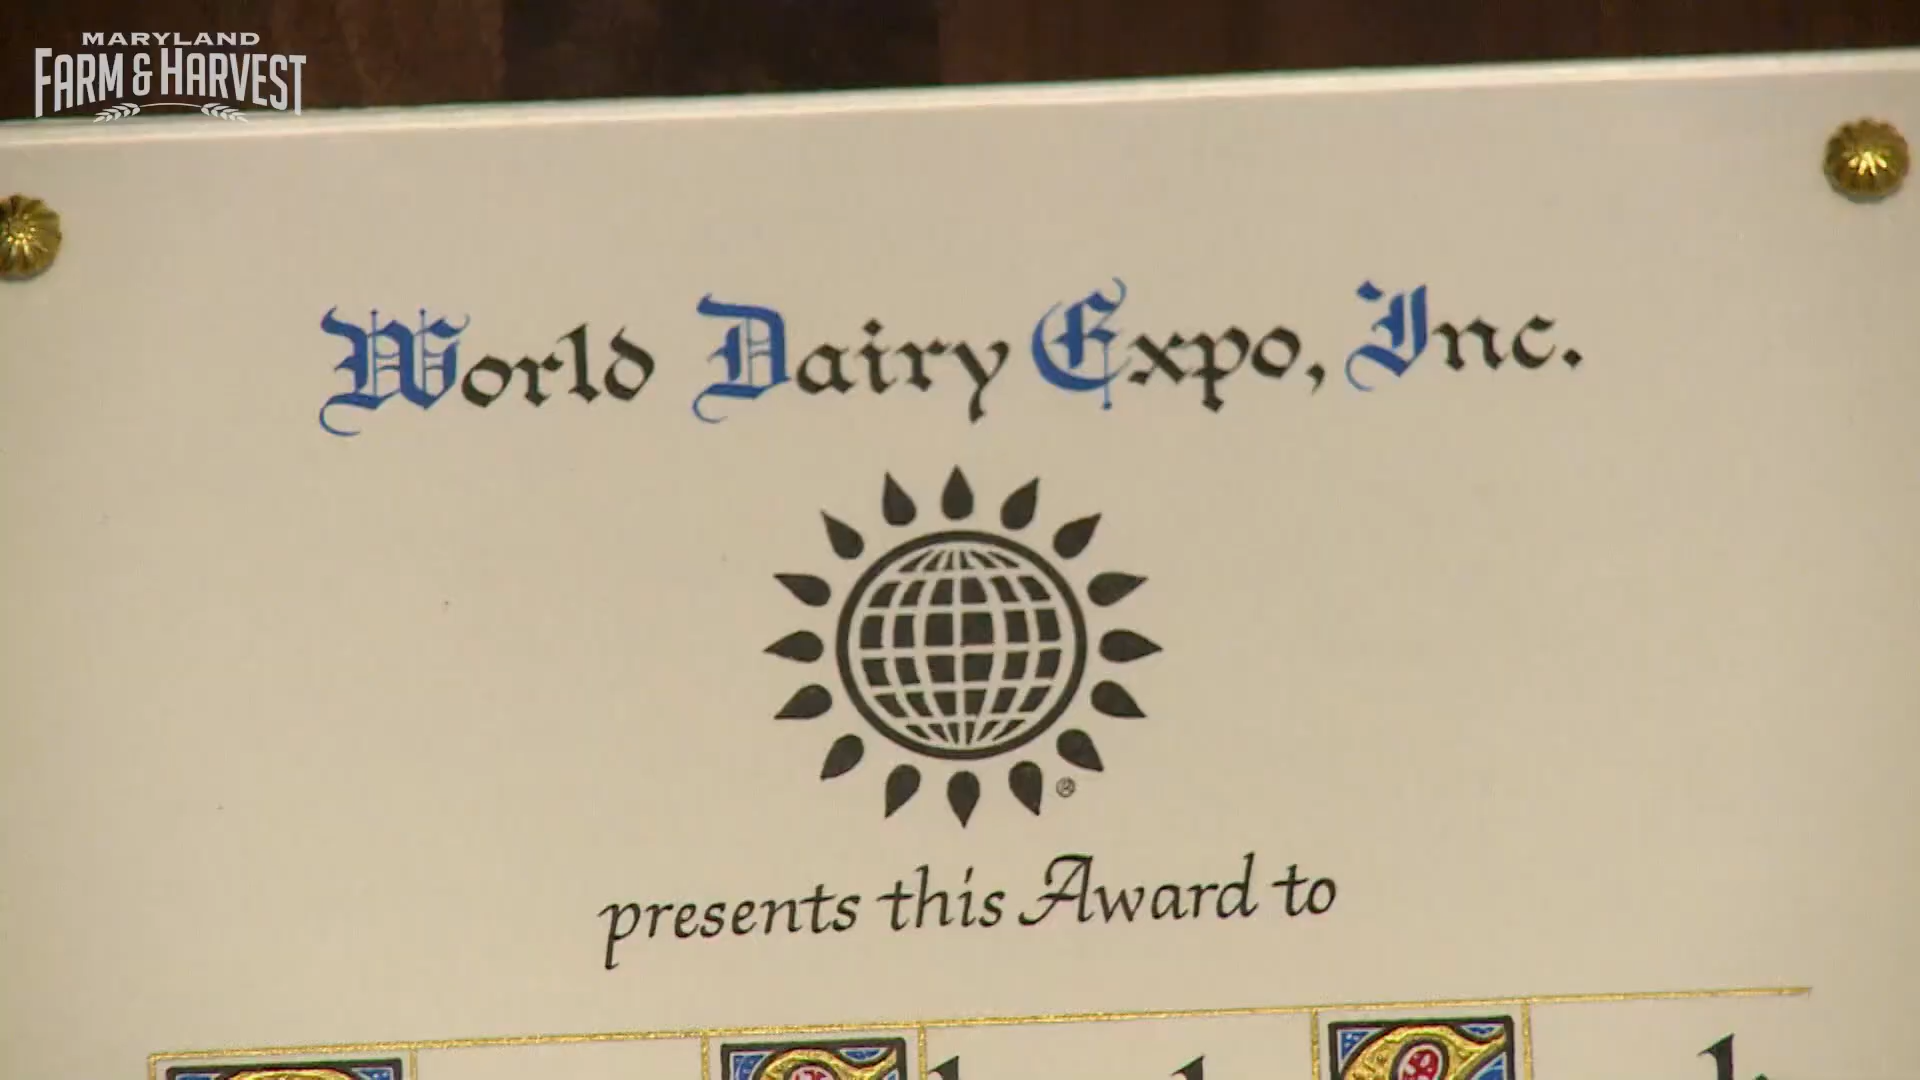 MARYLAND
FARM & HARVEST
World Dairy Expo, Inc.
®
presents this Award to